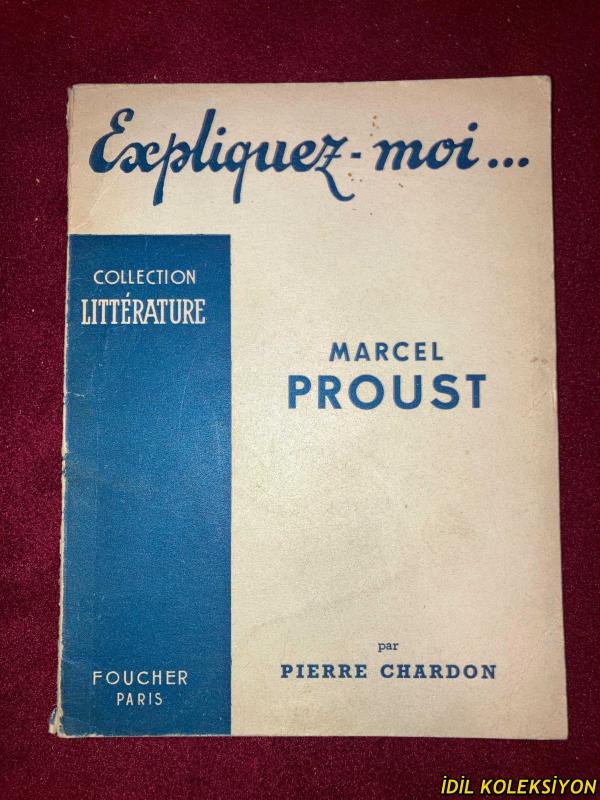 Expliquez-moi...
COLLECTION
LITTÉRATURE
MARCEL
PROUST
par
PIERRE CHARDON
FOUCHER
PARIS
İDİL KOLEKSİYON